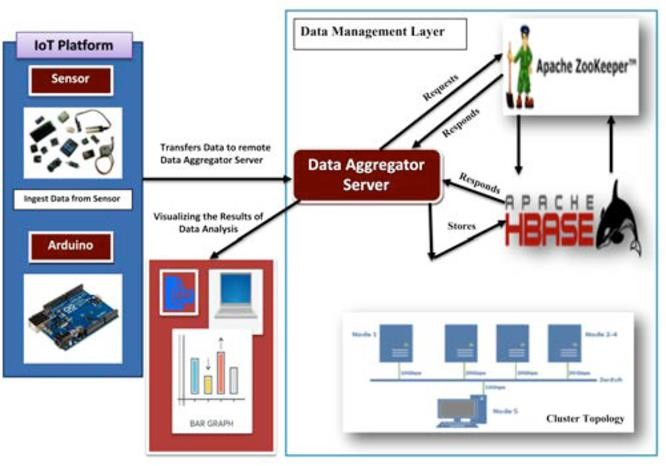 IoT Platform
Sensor
Ingest Data from Sensor
Arduino
Transfers Data to remote
Data Aggregator Server
Visualizing the Results of
Data Analysis
BAR GRAPH
Data Management Layer
Data Aggregator
Server
Requests
Responds
Apache ZooKeeper™
Responds
Stores
APACHE
HBASE
Node 1
Node 2-4
Switch
Node 5
Cluster Topology